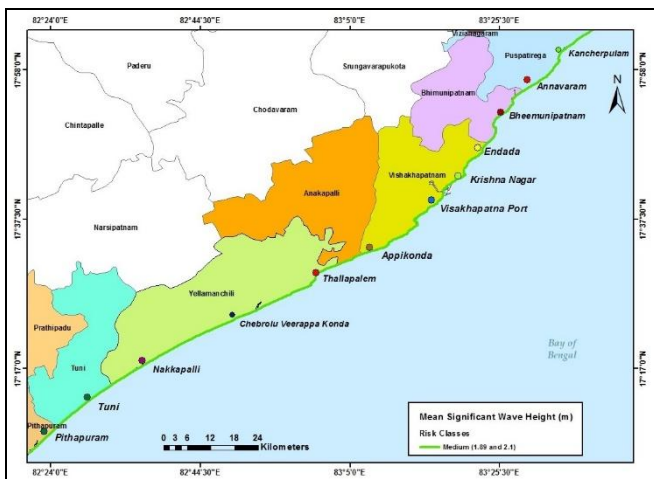 82°24'0"E
82°44'30"E
83°5'0"E
83°25'30"E
Vizianagaram
Kancherpulam
Puspatirega
17°58'0"N
17°58'0"N
Paderu
Srungavarapukota
N
Annavaram
Bhimunipatnam
Chodavaram
Bheemunipatnam
Chintapalle
Endada
Vishakhapatnam
Krishna Nagar
Anakapalli
Visakhapatna Port
17°37'30"N
17°37'30"N
Narsipatnam
Appikonda
Thallapalem
Yellamanchili
Chebrolu Veerappa Konda
Prathipadu
Bay of
Bengal
Tuni
Nakkapalli
17°17'0"N
17°17'0"N
Tuni
Mean Significant Wave Height (m)
Risk Classes
Pithapuram
Pithapuram
0 3 6 12 18 24
Kilometers
Medium (1.89 and 2.1)
82°24'0"E
82°44'30"E
83°5'0"E
83°25'30"E